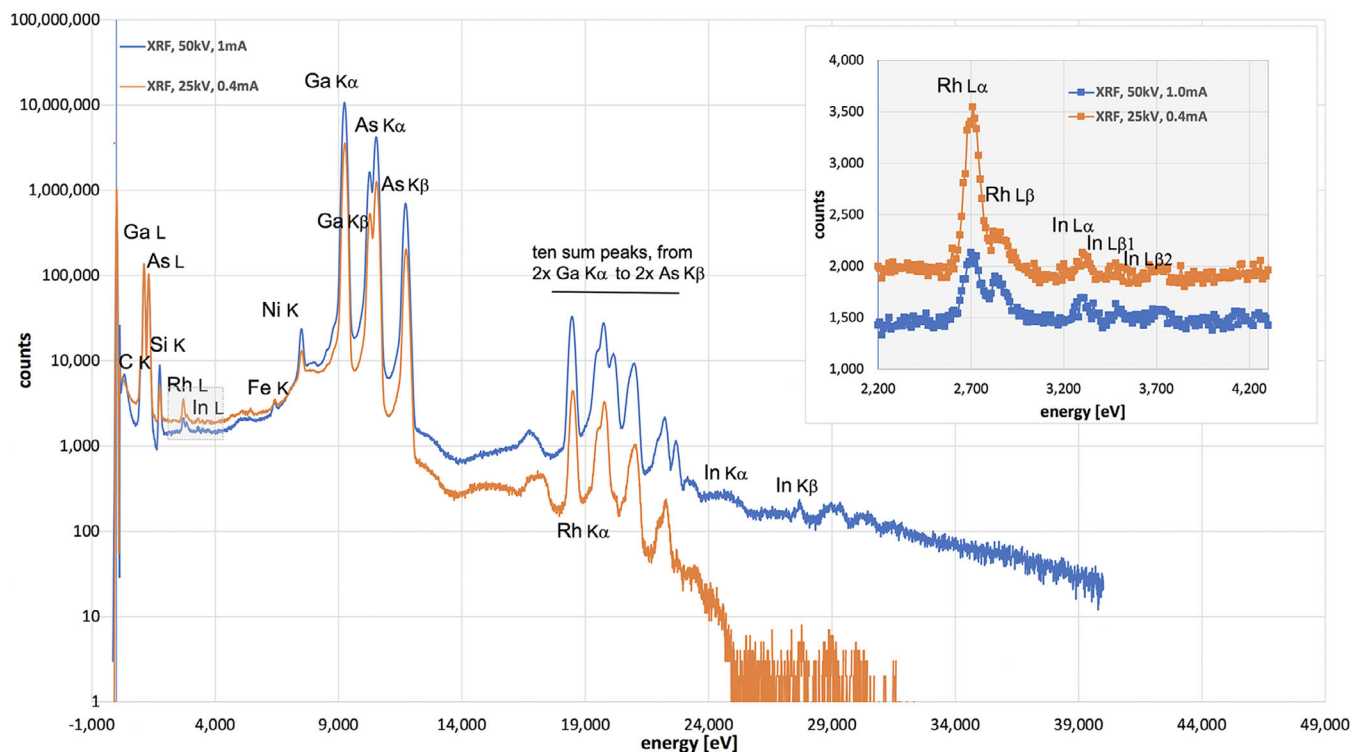 100,000,000
10,000,000
1,000,000
100,000
10,000
1,000
100
10
1
counts
XRF, 50kV, 1mA
XRF, 25kV, 0.4mA
Ga Kα
As Kα
As Kβ
Ga Kβ
Ga L
As L
Si K
C K
Rh L
In L
Fe K
Ni K
ten sum peaks, from
2x Ga Kα to 2x As Kβ
Rh Kα
In Kα
In Kβ
-1,000 4,000 9,000 14,000 19,000 24,000 29,000 34,000 39,000 44,000 49,000
energy [eV]
4,000
3,500
3,000
2,500
2,000
1,500
1,000
counts
Rh Lα
XRF, 50kV, 1.0mA
XRF, 25kV, 0.4mA
Rh Lβ
In Lα
In Lβ1
In Lβ2
2,200 2,700 3,200 3,700 4,200
energy [eV]